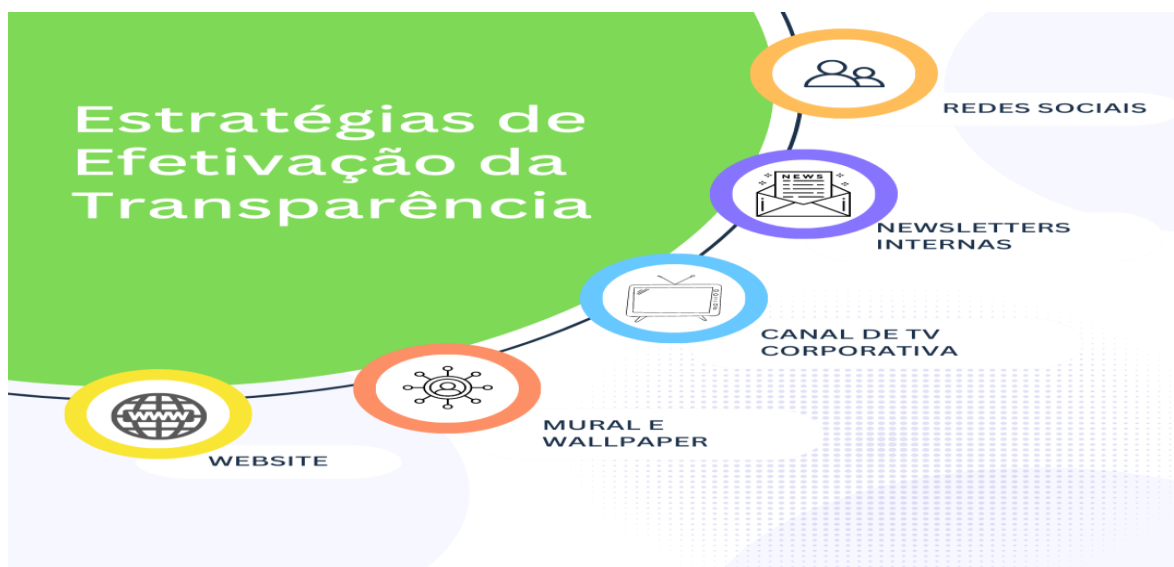 Estratégias de
Efetivação da
Transparência
REDES SOCIAIS
NEWS
NEWSLETTERS
INTERNAS
CANAL DE TV
CORPORATIVA
MURAL E
WALLPAPER
WWW
WEBSITE